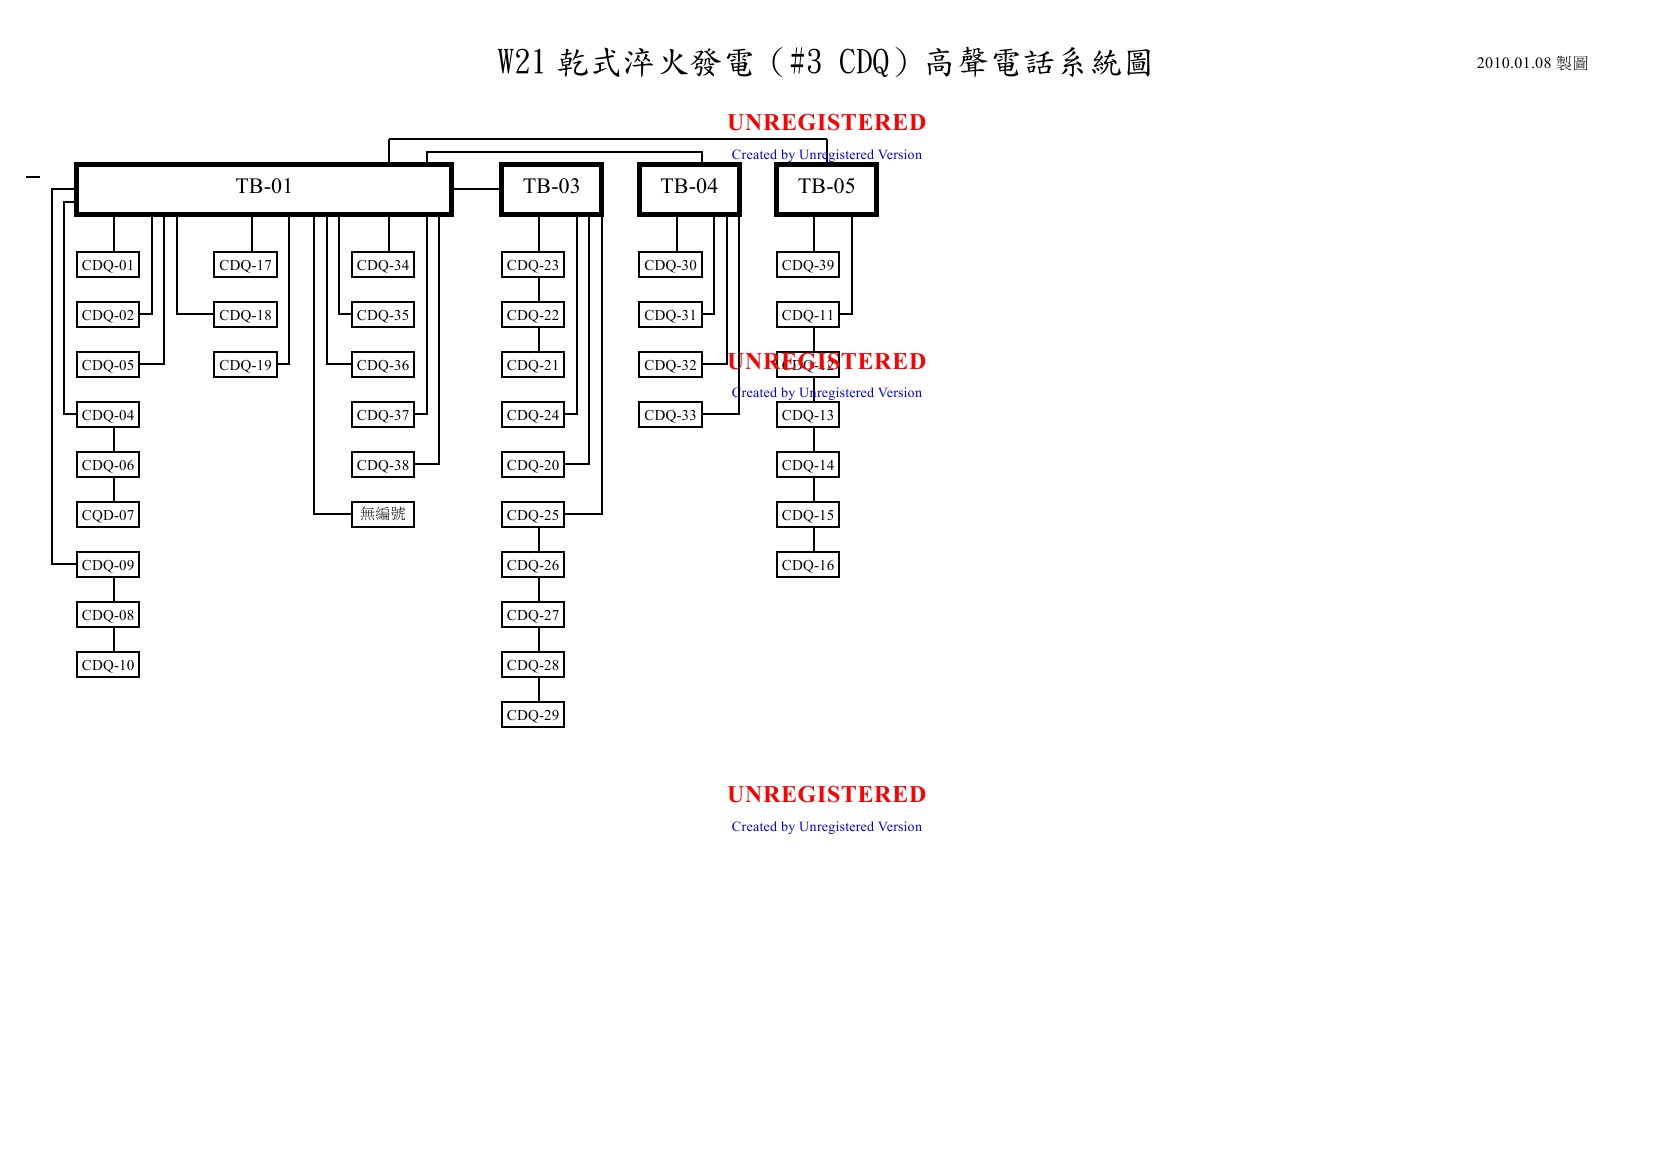 W21 乾式淬火發電（#3 CDQ）高聲電話系統圖
2010.01.08 製圖
UNREGISTERED
Created by Unregistered Version
TB-01 TB-03 TB-04 TB-05
CDQ-01 CDQ-17 CDQ-34 CDQ-23 CDQ-30 CDQ-39
CDQ-02 CDQ-18 CDQ-35 CDQ-22 CDQ-31 CDQ-11
UNREGISTERED
CDQ-05 CDQ-19 CDQ-36 CDQ-21 CDQ-32 CDQ-12
Created by Unregistered Version
CDQ-04 CDQ-37 CDQ-24 CDQ-33 CDQ-13
CDQ-06 CDQ-38 CDQ-20 CDQ-14
CQD-07 無編號 CDQ-25 CDQ-15
CDQ-09 CDQ-26 CDQ-16
CDQ-08 CDQ-27
CDQ-10 CDQ-28
CDQ-29
UNREGISTERED
Created by Unregistered Version